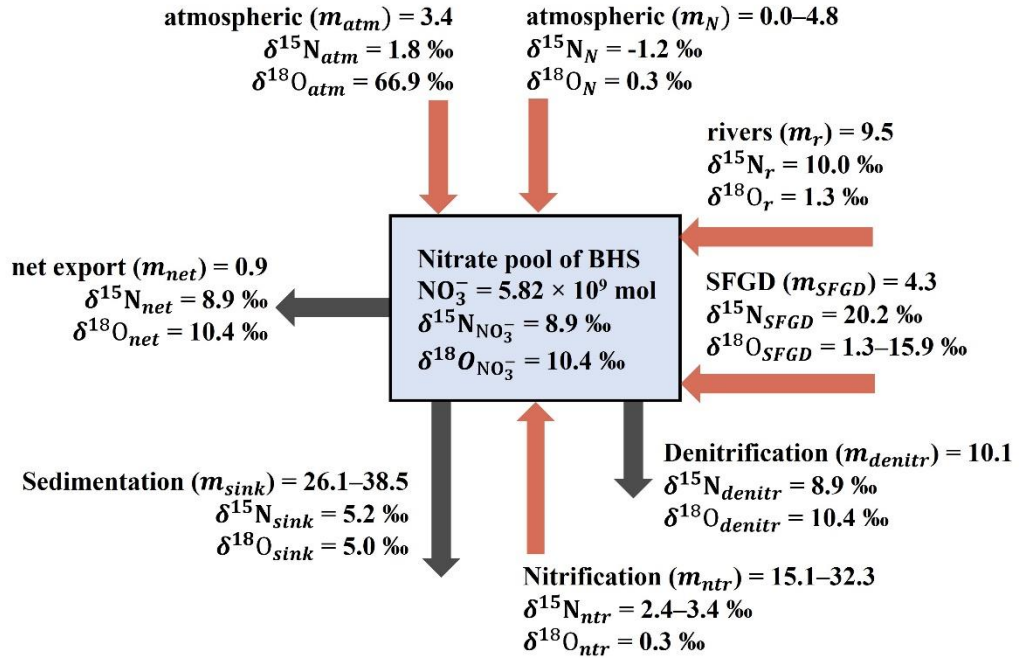 atmospheric (m_atm) = 3.4
δ¹⁵N_atm = 1.8 ‰
δ¹⁸O_atm = 66.9 ‰
atmospheric (m_N) = 0.0–4.8
δ¹⁵N_N = -1.2 ‰
δ¹⁸O_N = 0.3 ‰
rivers (m_r) = 9.5
δ¹⁵N_r = 10.0 ‰
δ¹⁸O_r = 1.3 ‰
net export (m_net) = 0.9
δ¹⁵N_net = 8.9 ‰
δ¹⁸O_net = 10.4 ‰
Nitrate pool of BHS
NO₃⁻ = 5.82 × 10⁹ mol
δ¹⁵N_NO₃⁻ = 8.9 ‰
δ¹⁸O_NO₃⁻ = 10.4 ‰
SFGD (m_SFGD) = 4.3
δ¹⁵N_SFGD = 20.2 ‰
δ¹⁸O_SFGD = 1.3–15.9 ‰
Sedimentation (m_sink) = 26.1–38.5
δ¹⁵N_sink = 5.2 ‰
δ¹⁸O_sink = 5.0 ‰
Denitrification (m_denitr) = 10.1
δ¹⁵N_denitr = 8.9 ‰
δ¹⁸O_denitr = 10.4 ‰
Nitrification (m_ntr) = 15.1–32.3
δ¹⁵N_ntr = 2.4–3.4 ‰
δ¹⁸O_ntr = 0.3 ‰